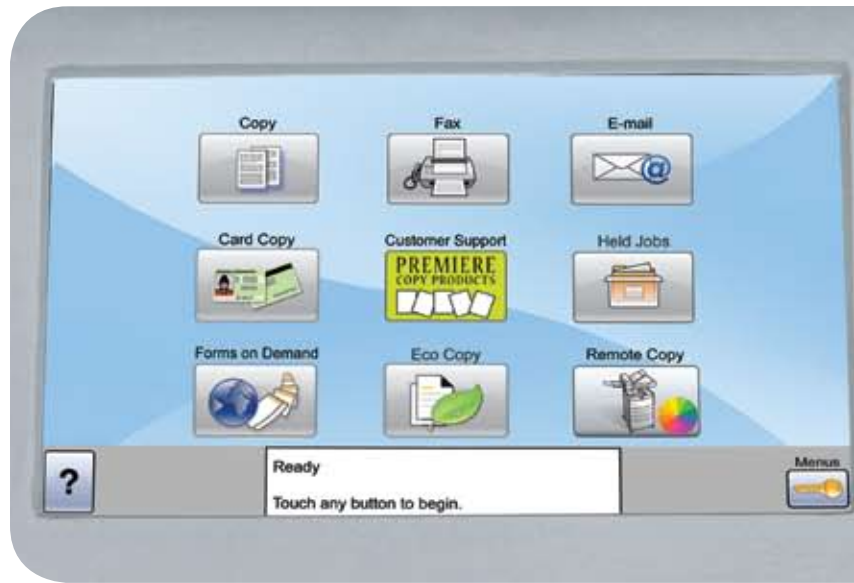 Copy
Fax
E-mail
@
Card Copy
Customer Support
Held Jobs
PREMIERE
COPY PRODUCTS
Forms on Demand
Eco Copy
Remote Copy
?
Ready
Touch any button to begin.
Menus